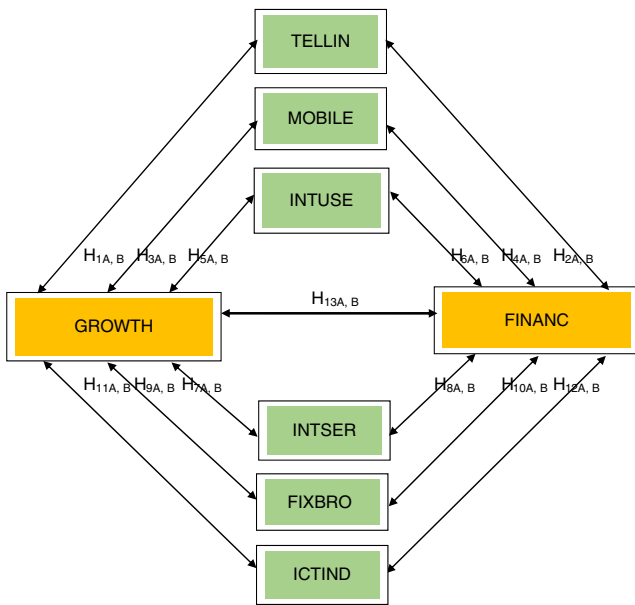 TELLIN
MOBILE
INTUSE
H1A, B H3A, B H5A, B H6A, B H4A, B H2A, B
H13A, B
GROWTH FINANC
H11A, B H9A, B H7A, B H8A, B H10A, B H12A, B
INTSER
FIXBRO
ICTIND